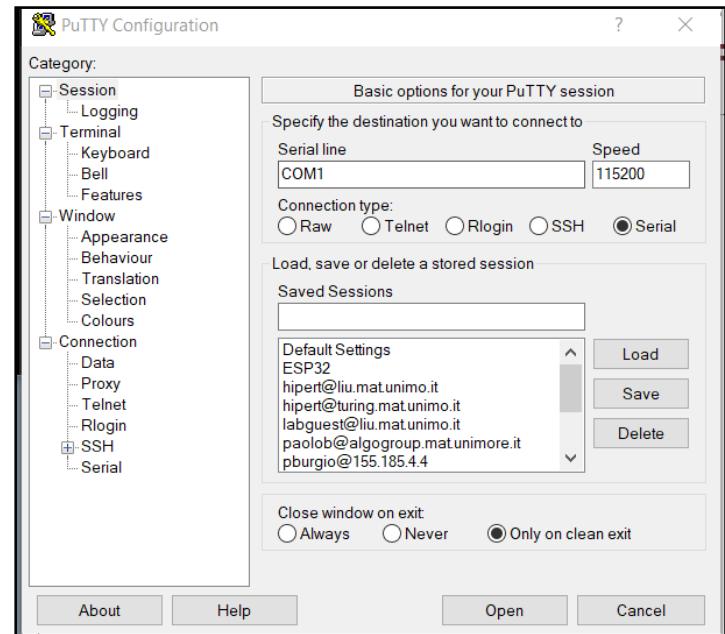 PuTTY Configuration
?
Category:
Session
Logging
Terminal
Keyboard
Bell
Features
Window
Appearance
Behaviour
Translation
Selection
Colours
Connection
Data
Proxy
Telnet
Rlogin
SSH
Serial
Basic options for your PuTTY session
Specify the destination you want to connect to
Serial line Speed
COM1 115200
Connection type:
Raw Telnet Rlogin SSH Serial
Load, save or delete a stored session
Saved Sessions
Default Settings
ESP32
hipert@liu.mat.unimo.it
hipert@turing.mat.unimo.it
labguest@liu.mat.unimo.it
paolob@algogroup.mat.unimore.it
pburgio@155.185.4.4
Load
Save
Delete
Close window on exit:
Always Never Only on clean exit
About Help Open Cancel